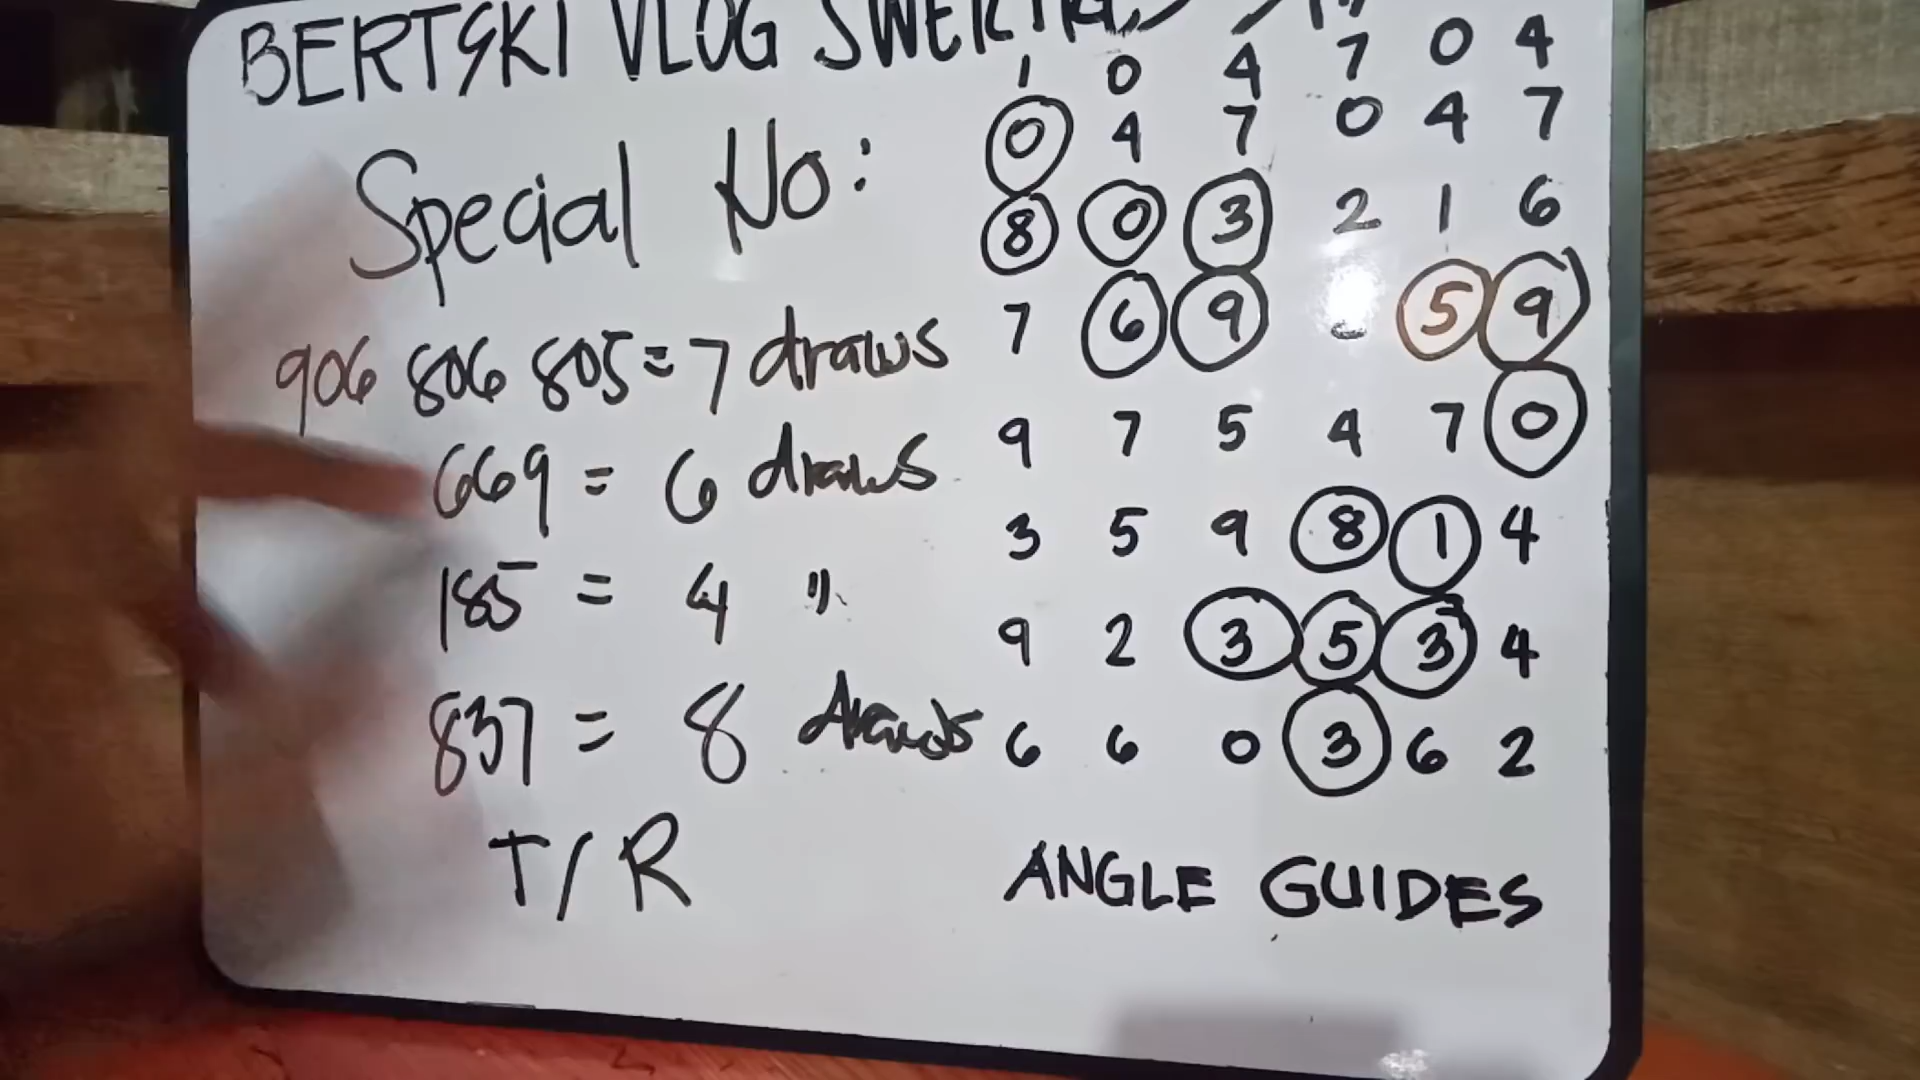 BERTSKI VLOG SWERTRES
Special No:
906 806 805 = 7 draws
669 = 6 draws
185 = 4 "
837 = 8 draws
T/R
1 0 4 7 0 4
0 4 7 0 4 7
8 0 3 2 1 6
7 6 9 5 9
9 7 5 4 7 0
3 5 9 8 1 4
9 2 3 5 3 4
6 6 0 3 6 2
ANGLE GUIDES